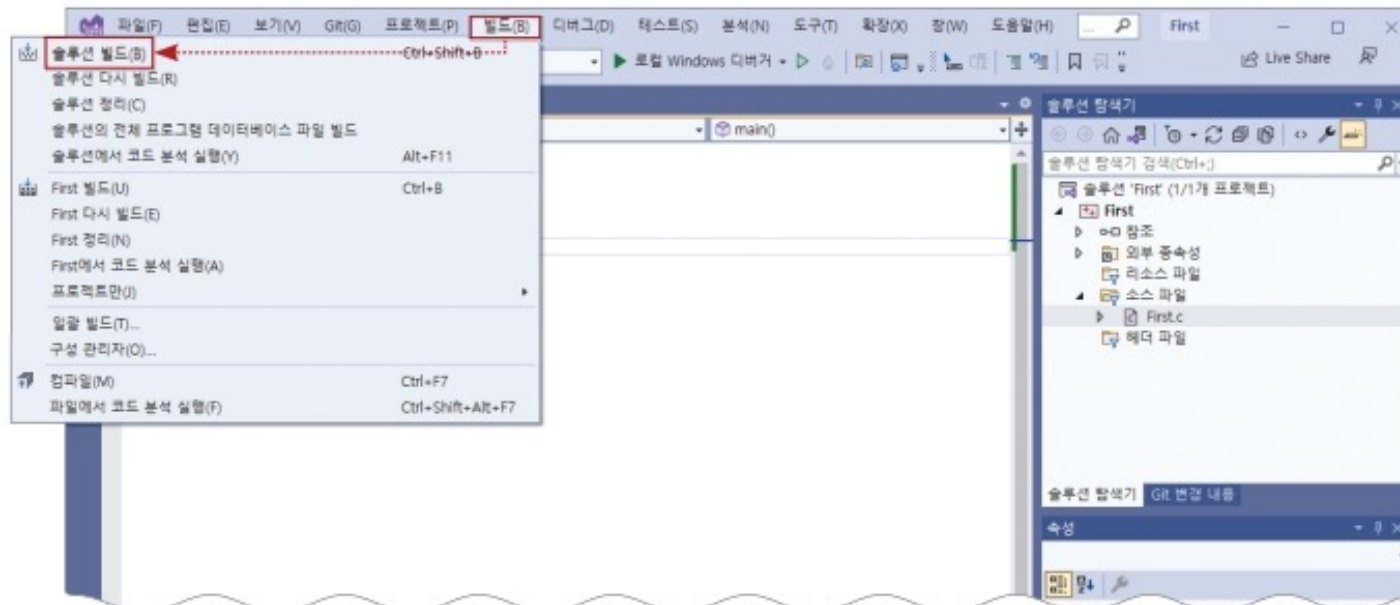 파일(F) 편집(E) 보기(V) Git(G) 프로젝트(P) 빌드(B) 디버그(D) 테스트(S) 분석(N) 도구(T) 확장(X) 창(W) 도움말(H) ... First
솔루션 빌드(B) Ctrl+Shift+B
솔루션 다시 빌드(R)
솔루션 정리(C)
솔루션의 전체 프로그램 데이터베이스 파일 빌드
솔루션에서 코드 분석 실행(Y) Alt+F11
First 빌드(U) Ctrl+B
First 다시 빌드(E)
First 정리(N)
First에서 코드 분석 실행(A)
프로젝트만(J)
일괄 빌드(T)...
구성 관리자(O)...
컴파일(M) Ctrl+F7
파일에서 코드 분석 실행(F) Ctrl+Shift+Alt+F7
로컬 Windows 디버거
Live Share
main()
솔루션 탐색기
솔루션 탐색기 검색(Ctrl+;)
솔루션 'First' (1/1개 프로젝트)
First
참조
외부 종속성
리소스 파일
소스 파일
First.c
헤더 파일
솔루션 탐색기 Git 변경 내용
속성